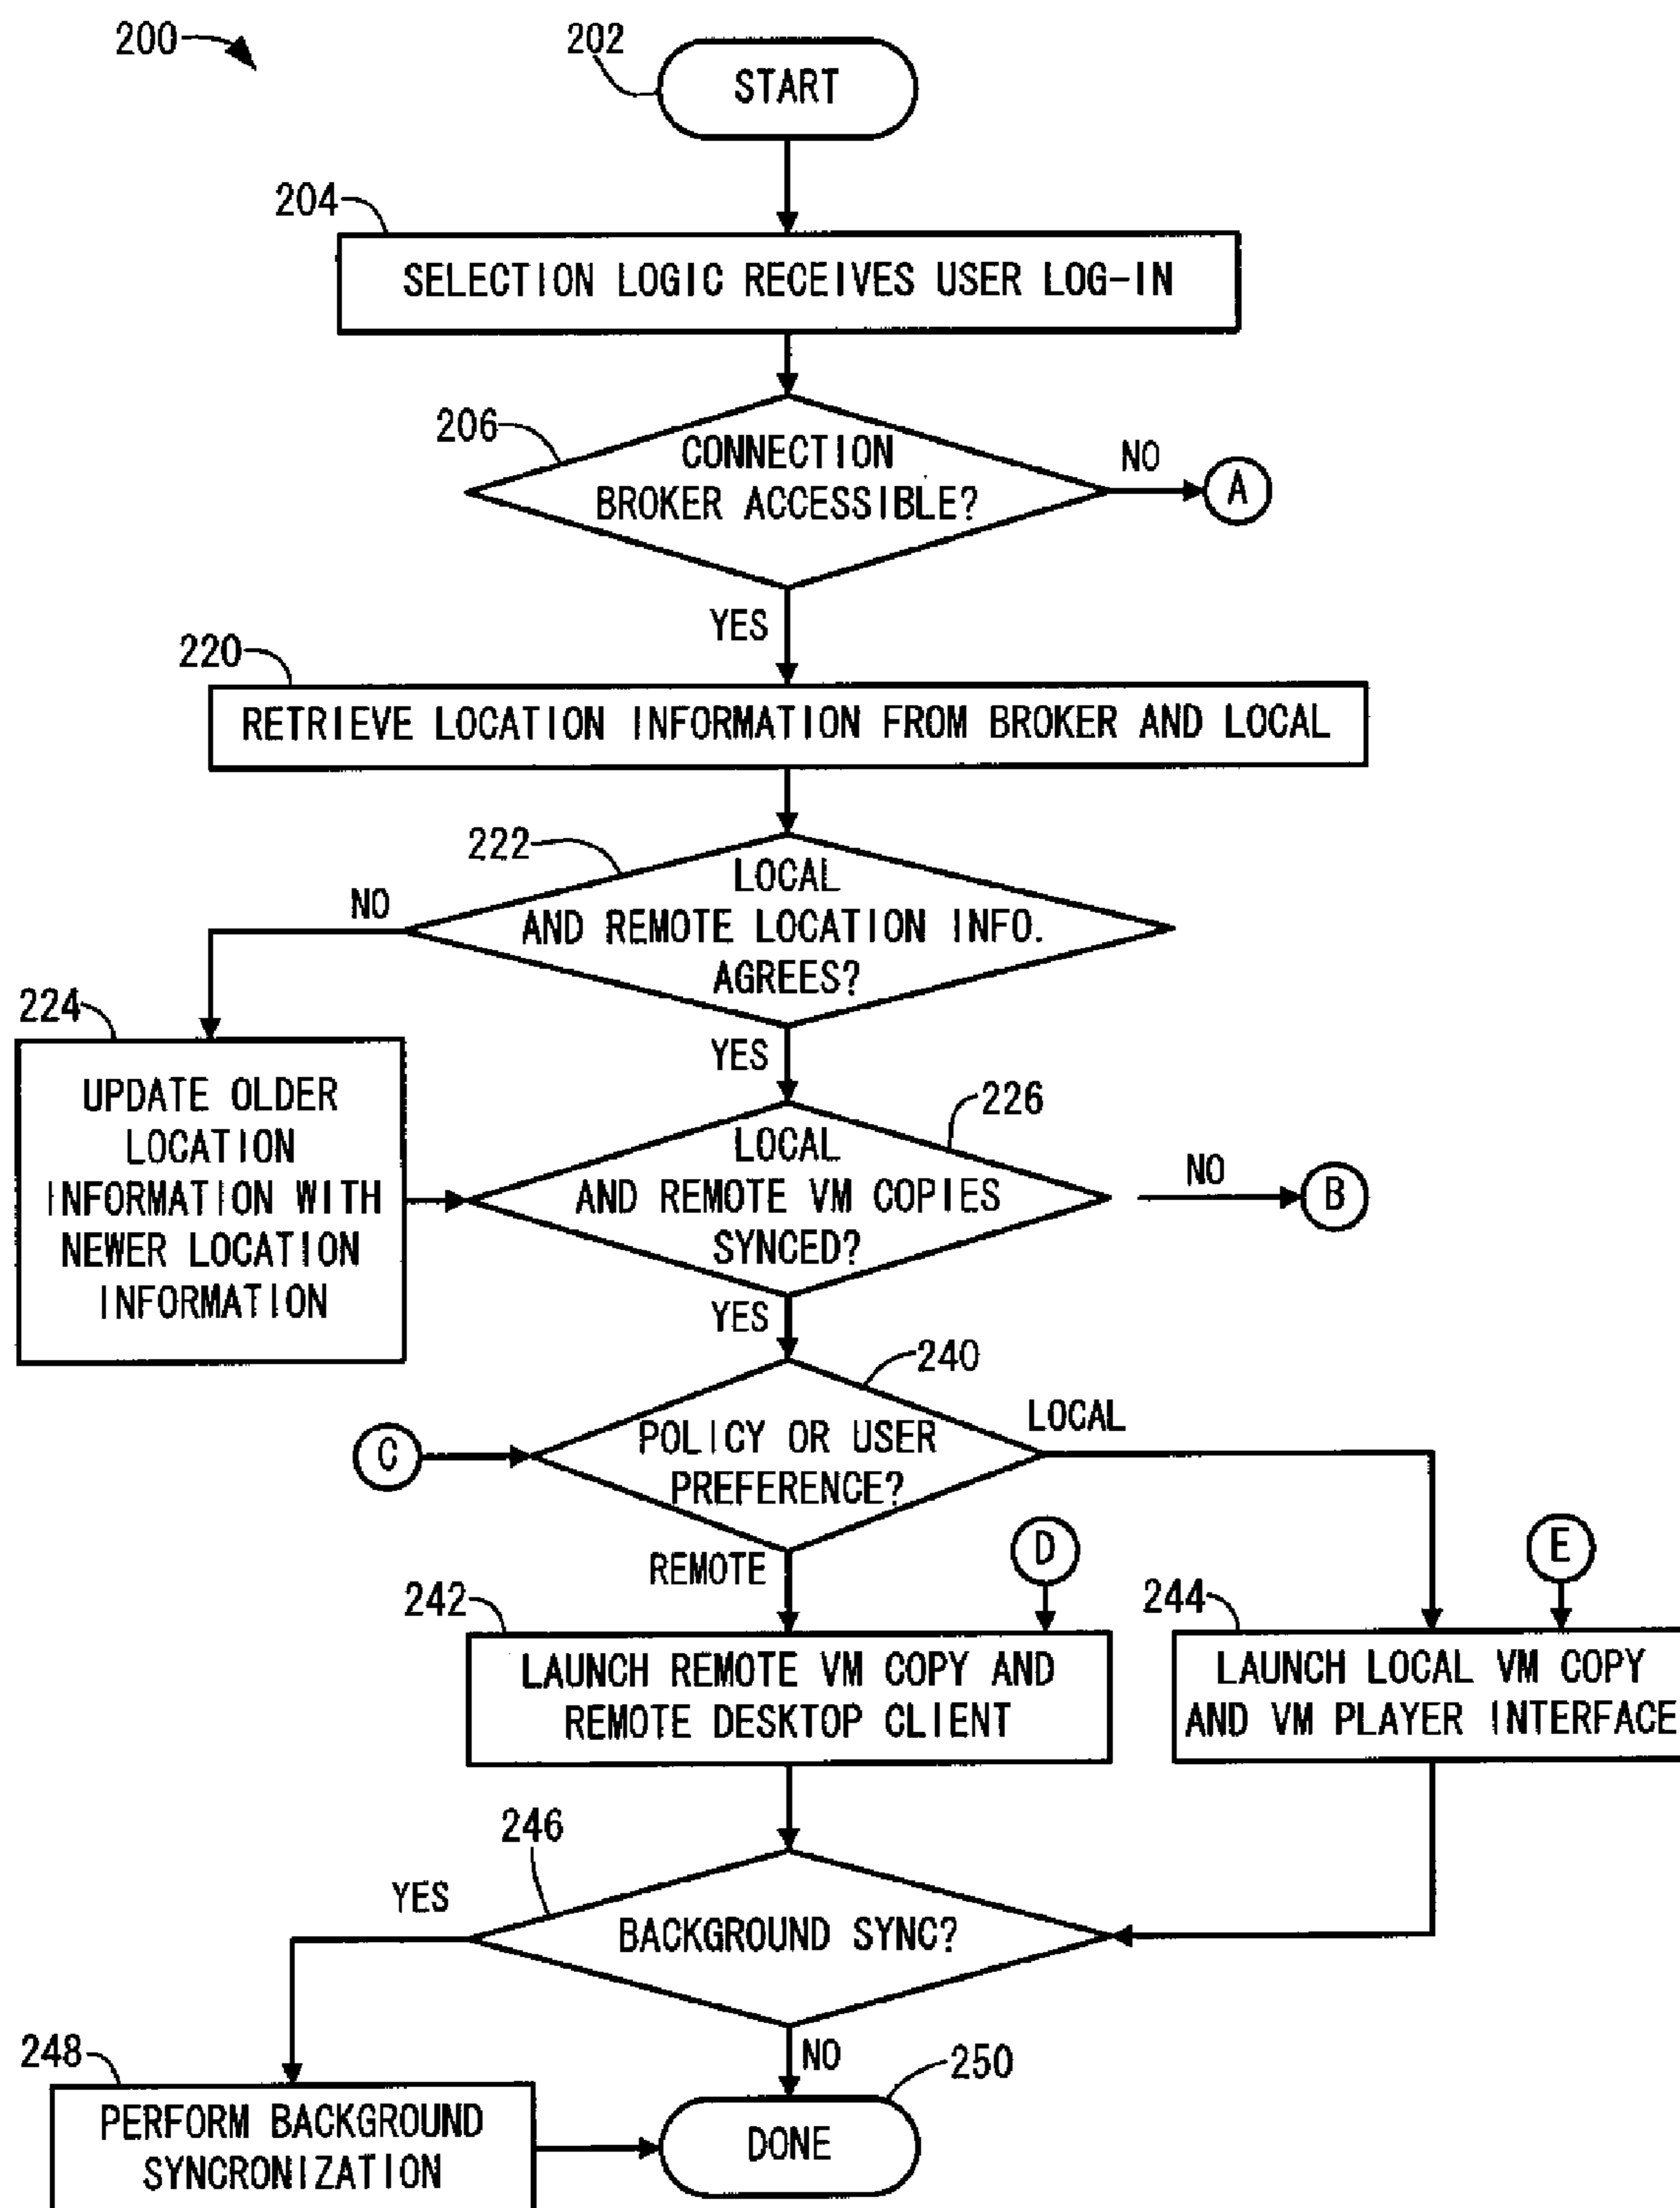 200
202
START
204
SELECTION LOGIC RECEIVES USER LOG-IN
206
CONNECTION
BROKER ACCESSIBLE?
NO
A
YES
220
RETRIEVE LOCATION INFORMATION FROM BROKER AND LOCAL
222
LOCAL
AND REMOTE LOCATION INFO.
AGREES?
NO
224
UPDATE OLDER
LOCATION
INFORMATION WITH
NEWER LOCATION
INFORMATION
YES
226
LOCAL
AND REMOTE VM COPIES
SYNCED?
NO
B
YES
240
C
POLICY OR USER
PREFERENCE?
LOCAL
REMOTE
D
E
242
LAUNCH REMOTE VM COPY AND
REMOTE DESKTOP CLIENT
244
LAUNCH LOCAL VM COPY
AND VM PLAYER INTERFACE
246
YES
BACKGROUND SYNC?
248
PERFORM BACKGROUND
SYNCRONIZATION
NO
250
DONE